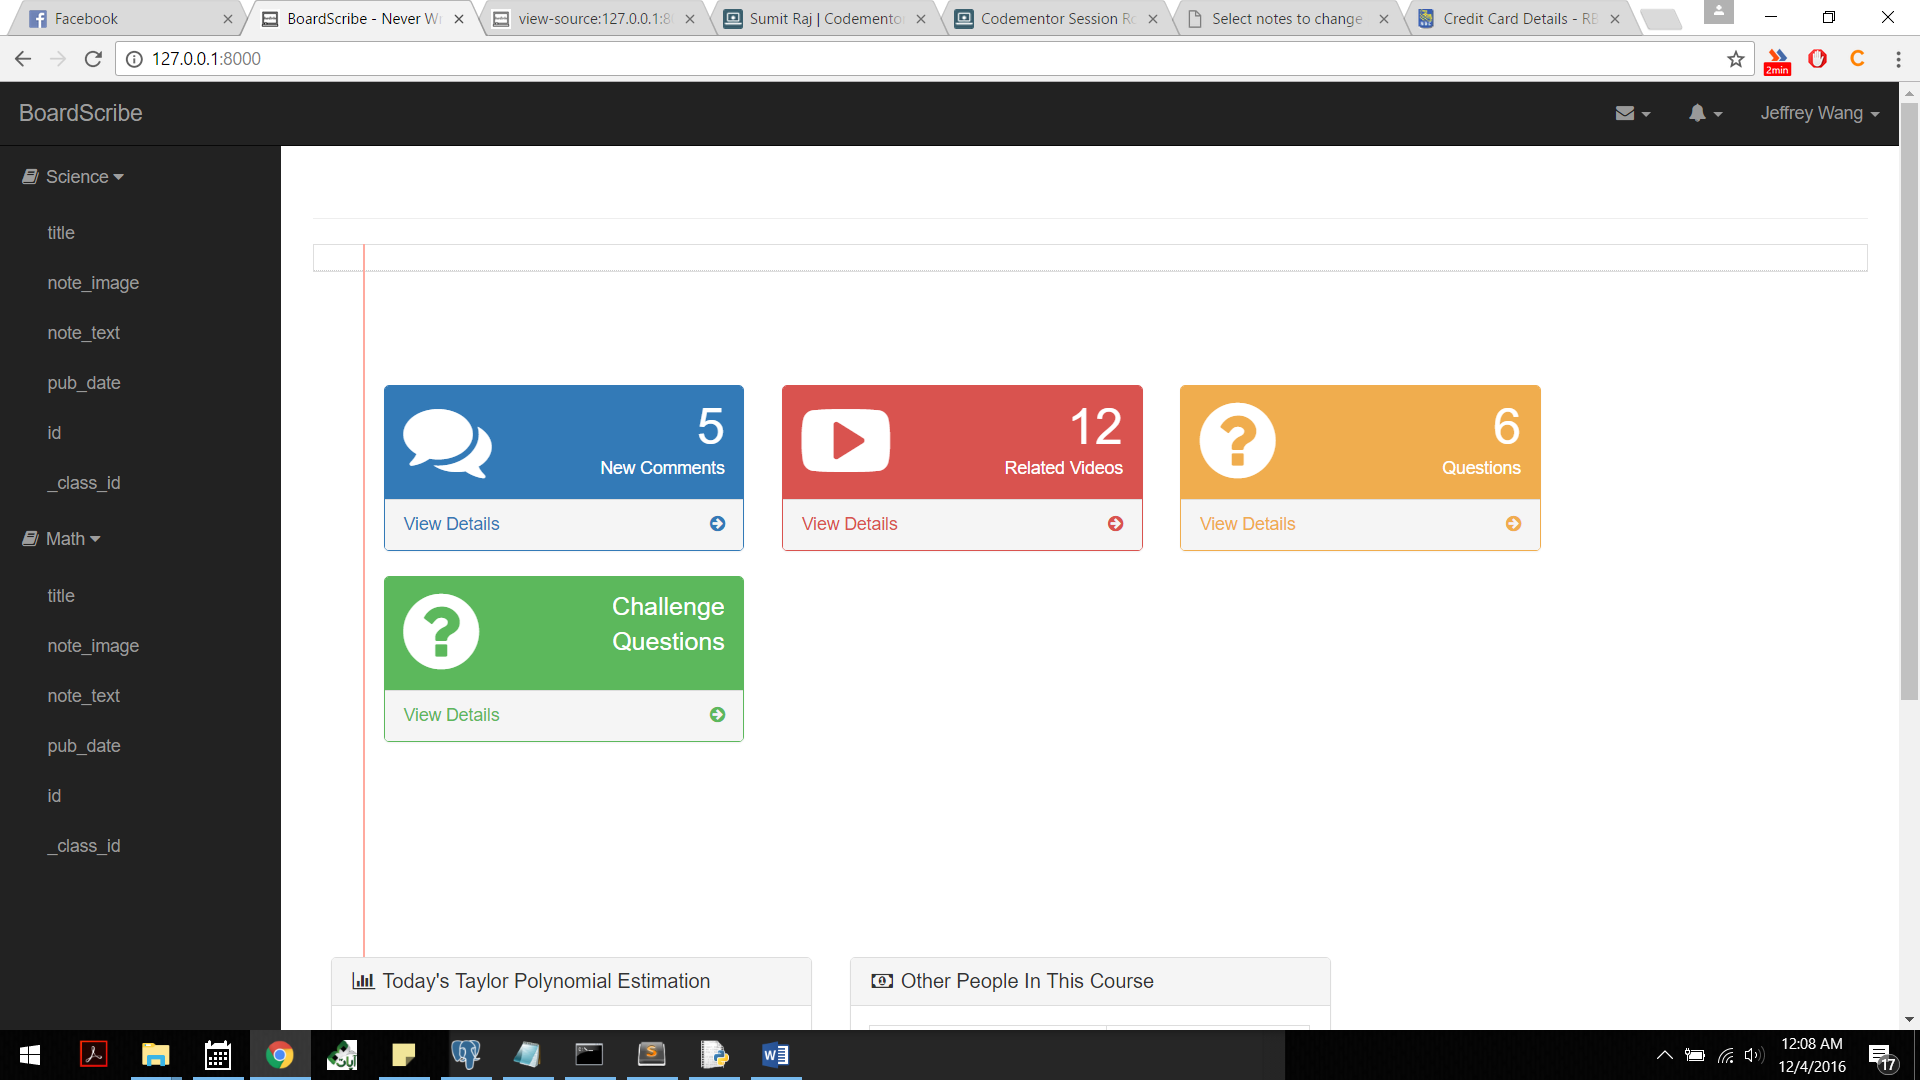 Facebook
BoardScribe - Never Wr
view-source:127.0.0.1:8
Sumit Raj | Codemento
Codementor Session Ro
Select notes to change
Credit Card Details - RB
127.0.0.1:8000
2min
BoardScribe
Jeffrey Wang
Science
title
note_image
note_text
pub_date
id
_class_id
Math
title
note_image
note_text
pub_date
id
_class_id
5
New Comments
View Details
12
Related Videos
View Details
6
Questions
View Details
Challenge
Questions
View Details
Today's Taylor Polynomial Estimation
Other People In This Course
12:08 AM
12/4/2016
17